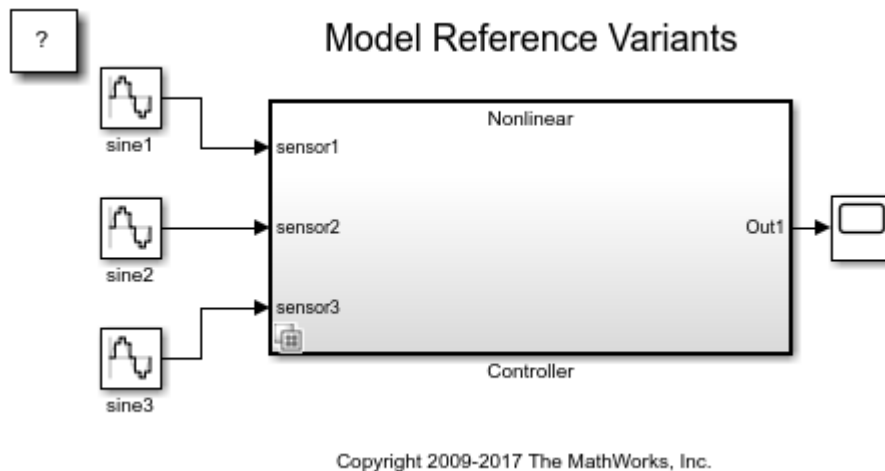 ?
Model Reference Variants
sine1
Nonlinear
sensor1
sine2
sensor2
Out1
sine3
sensor3
Controller
Copyright 2009-2017 The MathWorks, Inc.